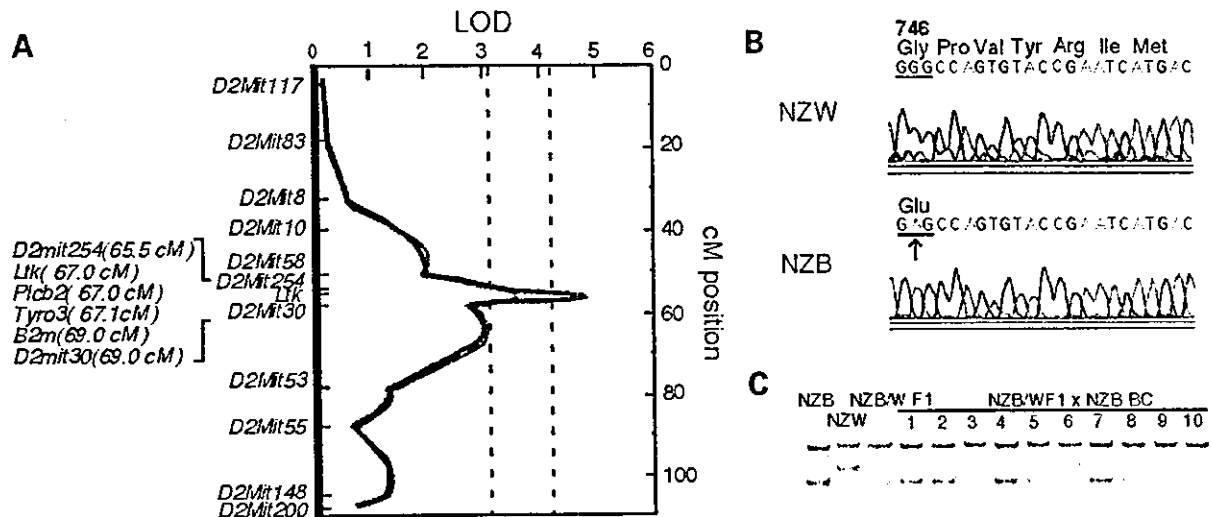 A
LOD
0 1 2 3 4 5 6
D2Mit117
D2Mit83
D2Mit8
D2Mit10
D2Mit58
D2Mit254
Ltk
D2Mit30
D2Mit53
D2Mit55
D2Mit148
D2Mit200
0
20
40
60
80
100
cM position
D2mit254(65.5 cM)
Ltk( 67.0 cM)
Plcb2( 67.0 cM)
Tyro3( 67.1cM)
B2m(69.0 cM)
D2mit30(69.0 cM)
B
746
Gly Pro Val Tyr Arg Ile Met
GGGCCAGTGTACCGAATCATGAC
NZW
Glu
GAGCCAGTGTACCGAATCATGAC
↑
NZB
C
NZB NZB/W F1 NZB/WF1 x NZB BC
NZW 1 2 3 4 5 6 7 8 9 10